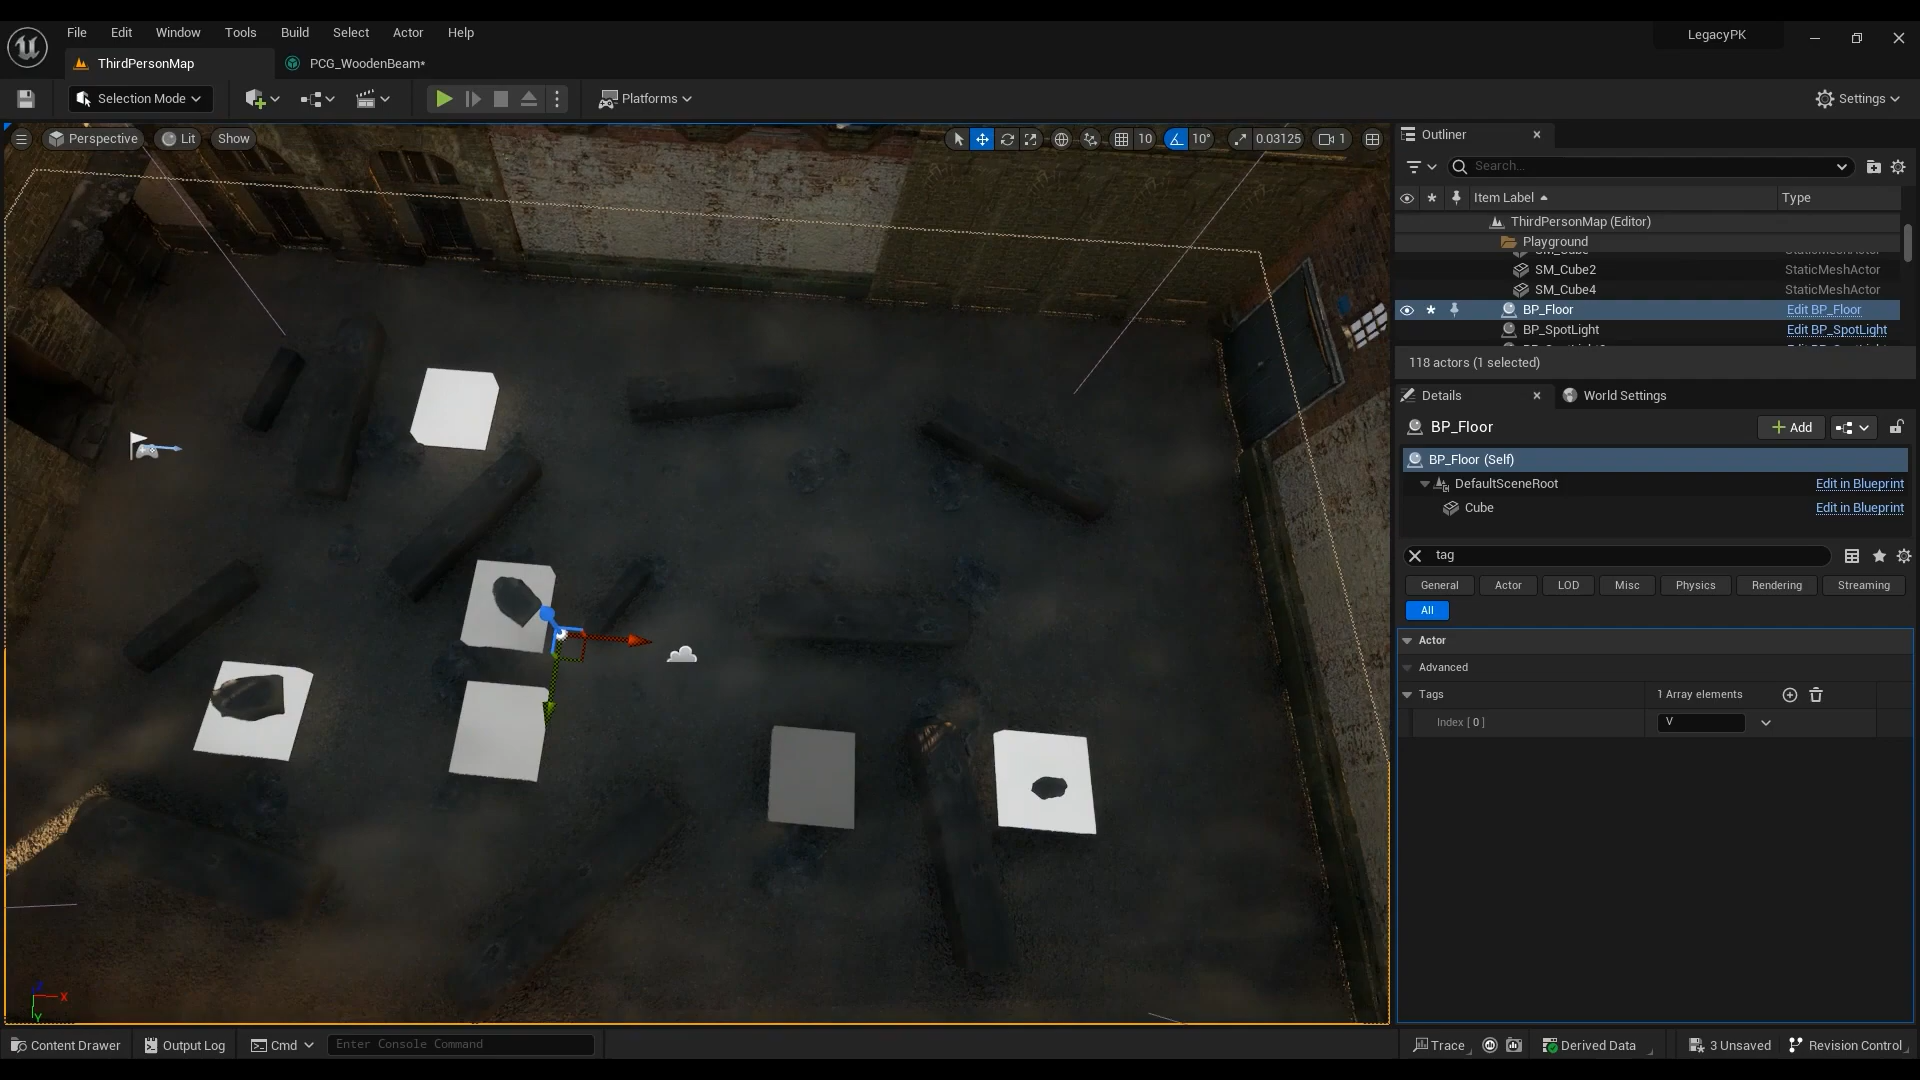 File Edit Window Tools Build Select Actor Help
LegacyPK
ThirdPersonMap
PCG_WoodenBeam*
Selection Mode
Platforms
Settings
Perspective Lit Show
10 10° 0.03125 1
Outliner
Search...
Item Label Type
ThirdPersonMap (Editor)
Playground
SM_Cube StaticMeshActor
SM_Cube2 StaticMeshActor
SM_Cube4 StaticMeshActor
BP_Floor Edit BP_Floor
BP_SpotLight Edit BP_SpotLight
118 actors (1 selected)
Details World Settings
BP_Floor Add
BP_Floor (Self)
DefaultSceneRoot Edit in Blueprint
Cube Edit in Blueprint
tag
General Actor LOD Misc Physics Rendering Streaming
All
Actor
Advanced
Tags 1 Array elements
Index [ 0 ] V
Z
X
Y
Content Drawer Output Log Cmd Enter Console Command Trace Derived Data 3 Unsaved Revision Control